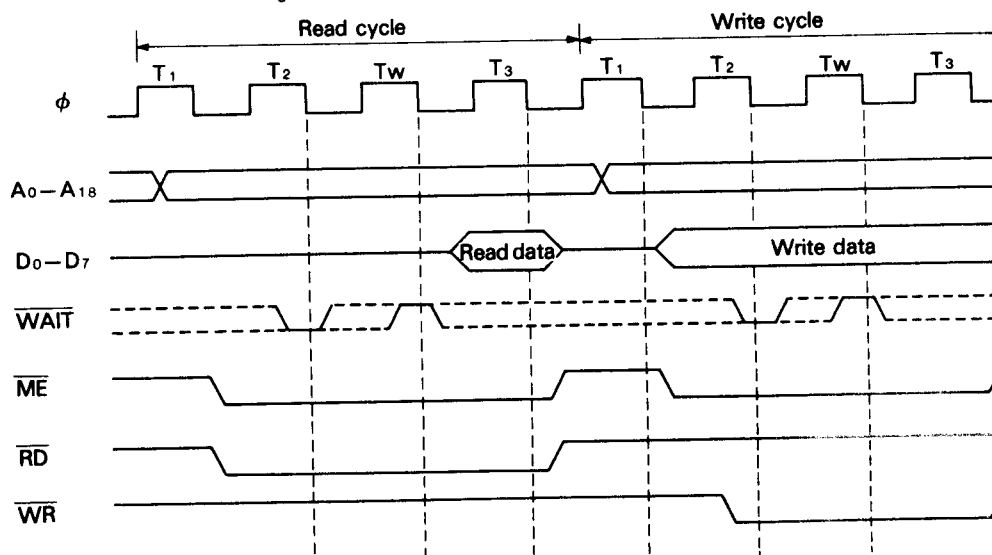 Read cycle Write cycle
T1 T2 Tw T3 T1 T2 Tw T3
φ
A0–A18
D0–D7 Read data Write data
WAIT
ME
RD
WR